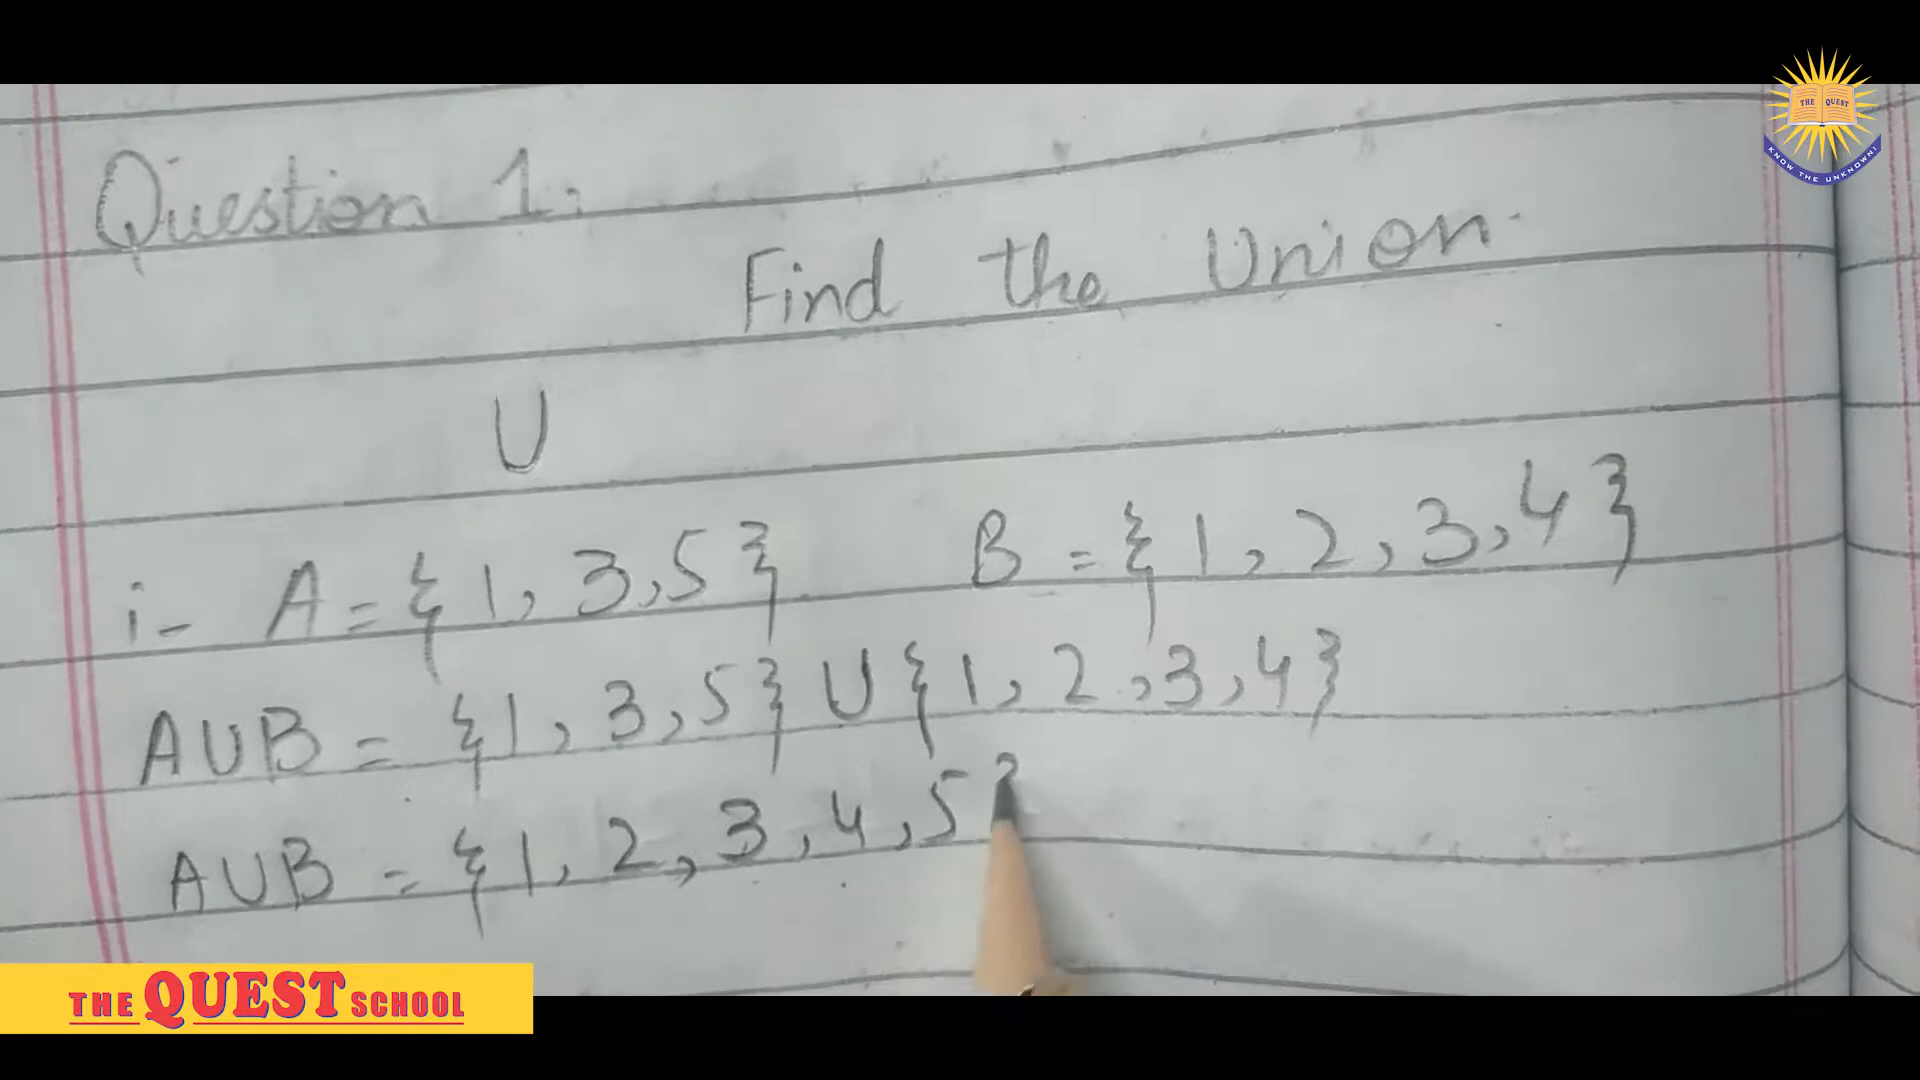 THE QUEST
KNOW THE UNKNOWN!
Question 1:
Find the Union.
U
i- A = {1, 3, 5} B = {1, 2, 3, 4}
AUB = {1, 3, 5} U {1, 2, 3, 4}
AUB = {1, 2, 3, 4, 5}
THE QUEST SCHOOL